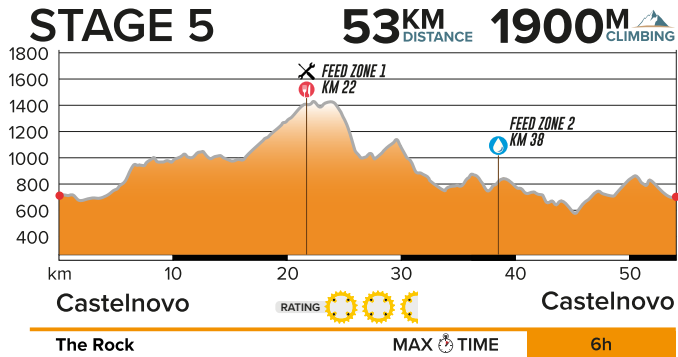 STAGE 5
53KM DISTANCE
1900M CLIMBING
1800
1600
1400
1200
1000
800
600
400
FEED ZONE 1
KM 22
FEED ZONE 2
KM 38
km 10 20 30 40 50
Castelnovo Castelnovo
RATING
The Rock MAX TIME 6h